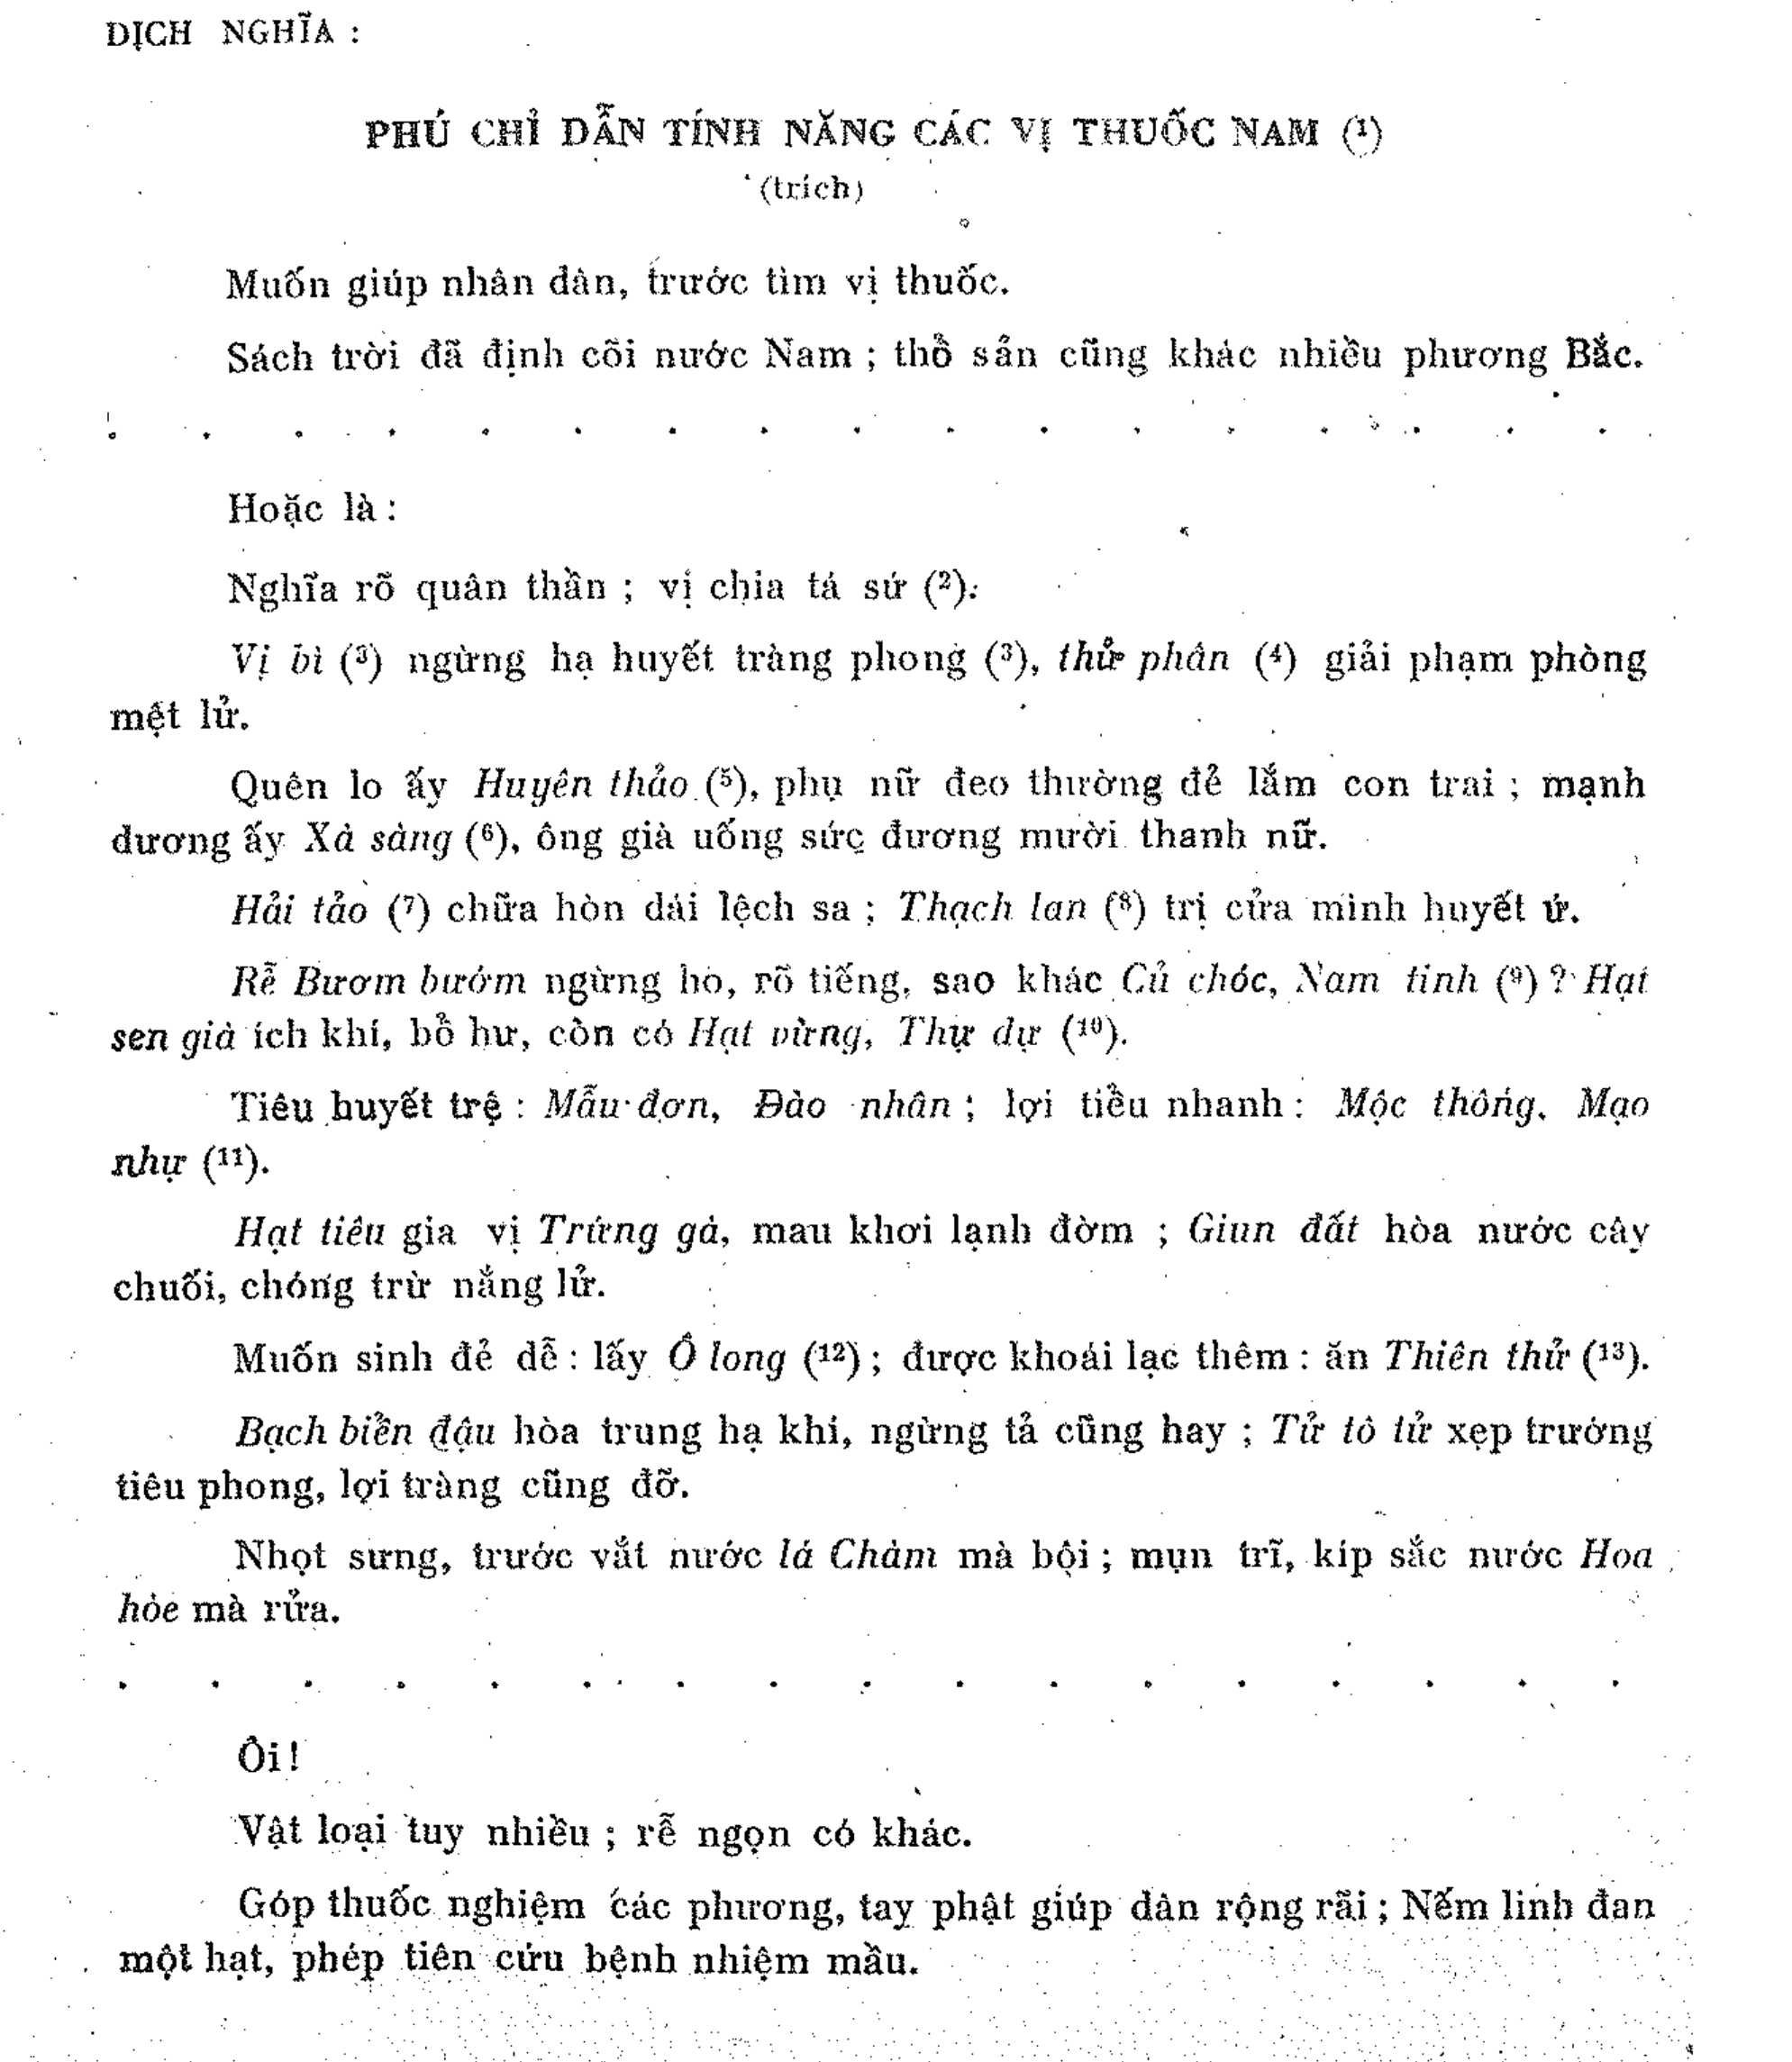 DỊCH NGHĨA :
PHÚ CHỈ DẪN TÍNH NĂNG CÁC VỊ THUỐC NAM (¹)
(trích)
Muốn giúp nhân dân, trước tìm vị thuốc.
Sách trời đã định cõi nước Nam ; thổ sản cũng khác nhiều phương Bắc.
. . . . . . . . . . . . . . . . .
Hoặc là :
Nghĩa rõ quân thần ; vị chia tá sứ (²).
Vị bì (³) ngừng hạ huyết tràng phong (³), thử phân (⁴) giải phạm phòng
mệt lử.
Quên lo ấy Huyên thảo (⁵), phụ nữ đeo thường đẻ lắm con trai ; mạnh
dương ấy Xà sàng (⁶), ông già uống sức đương mười thanh nữ.
Hải tảo (⁷) chữa hòn dái lệch sa ; Thạch lan (⁸) trị cửa mình huyết ứ.
Rễ Bươm bướm ngừng ho, rõ tiếng, sao khác Củ chóc, Nam tinh (⁹) ? Hạt
sen già ích khí, bổ hư, còn có Hạt vừng, Thự dự (¹⁰).
Tiêu huyết trệ : Mẫu đơn, Đào nhân ; lợi tiểu nhanh : Mộc thông, Mạo
nhự (¹¹).
Hạt tiêu gia vị Trứng gà, mau khơi lạnh đờm ; Giun đất hòa nước cây
chuối, chóng trừ nắng lử.
Muốn sinh đẻ dễ : lấy Ô long (¹²) ; được khoái lạc thêm : ăn Thiên thử (¹³).
Bạch biển đậu hòa trung hạ khí, ngừng tả cũng hay ; Tử tô tử xẹp trướng
tiêu phong, lợi tràng cũng đỡ.
Nhọt sưng, trước vắt nước lá Chàm mà bội ; mụn trĩ, kíp sắc nước Hoa
hòe mà rửa.
. . . . . . . . . . . . . . . . .
Ôi !
Vật loại tuy nhiều ; rễ ngọn có khác.
Góp thuốc nghiệm các phương, tay phật giúp dân rộng rãi ; Nếm linh đan
một hạt, phép tiên cứu bệnh nhiệm mầu.